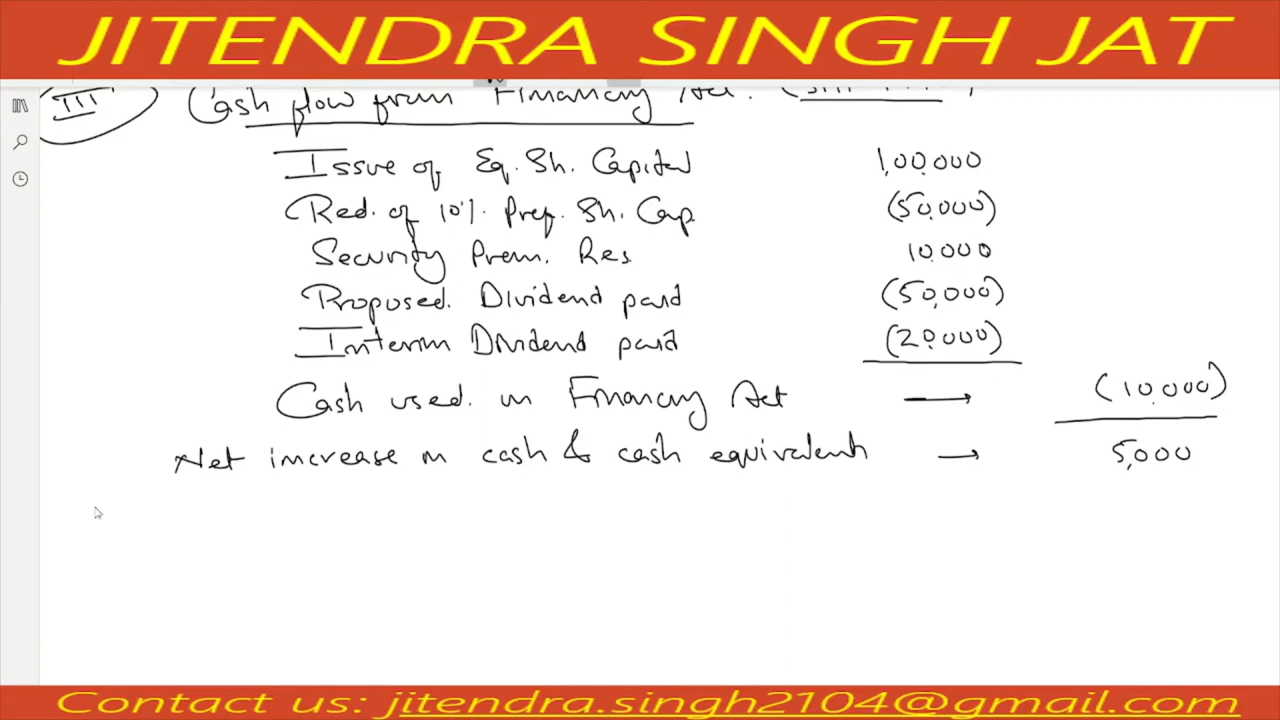 JITENDRA SINGH JAT
III Cash flow from Financing Act. (
Issue of Eq. Sh. Capital 1,00,000
Red. of 10%. Pref. Sh. Cap. (50,000)
Security Prem. Res 10,000
Proposed. Dividend paid (50,000)
Interim Dividend paid (20,000)
Cash used in Financing Act → (10,000)
Net increase in cash & cash equivalents → 5,000
Contact us: jitendra.singh2104@gmail.com